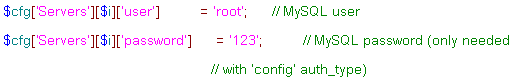 $cfg['Servers'][$i]['user'] = 'root'; // MySQL user
$cfg['Servers'][$i]['password'] = '123'; // MySQL password (only needed
// with 'config' auth_type)